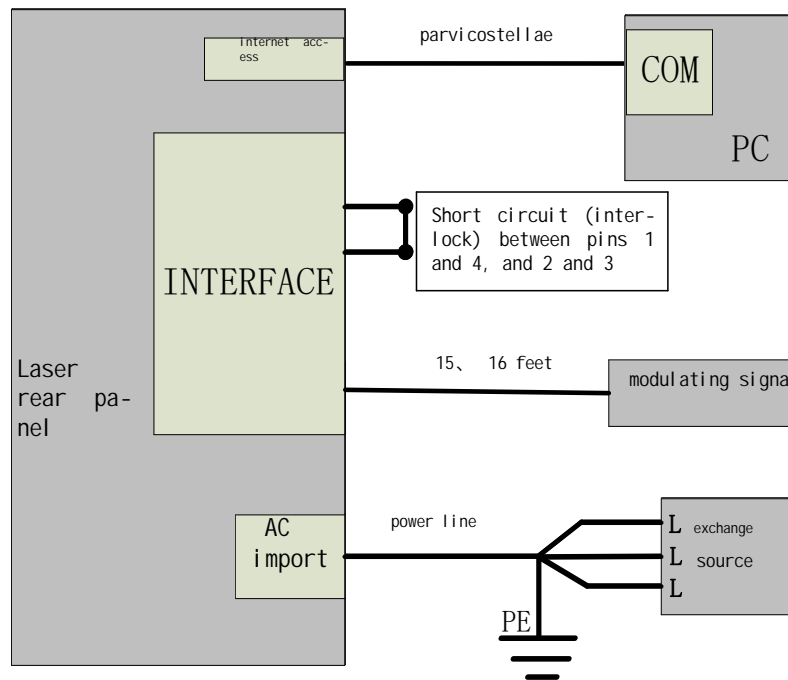 Internet acc-
ess
parvicostellae
COM
PC
Short circuit (inter-
lock) between pins 1
and 4, and 2 and 3
INTERFACE
Laser
rear pa-
nel
15、 16 feet
modulating signa
AC
import
power line
L exchange
L source
L
PE